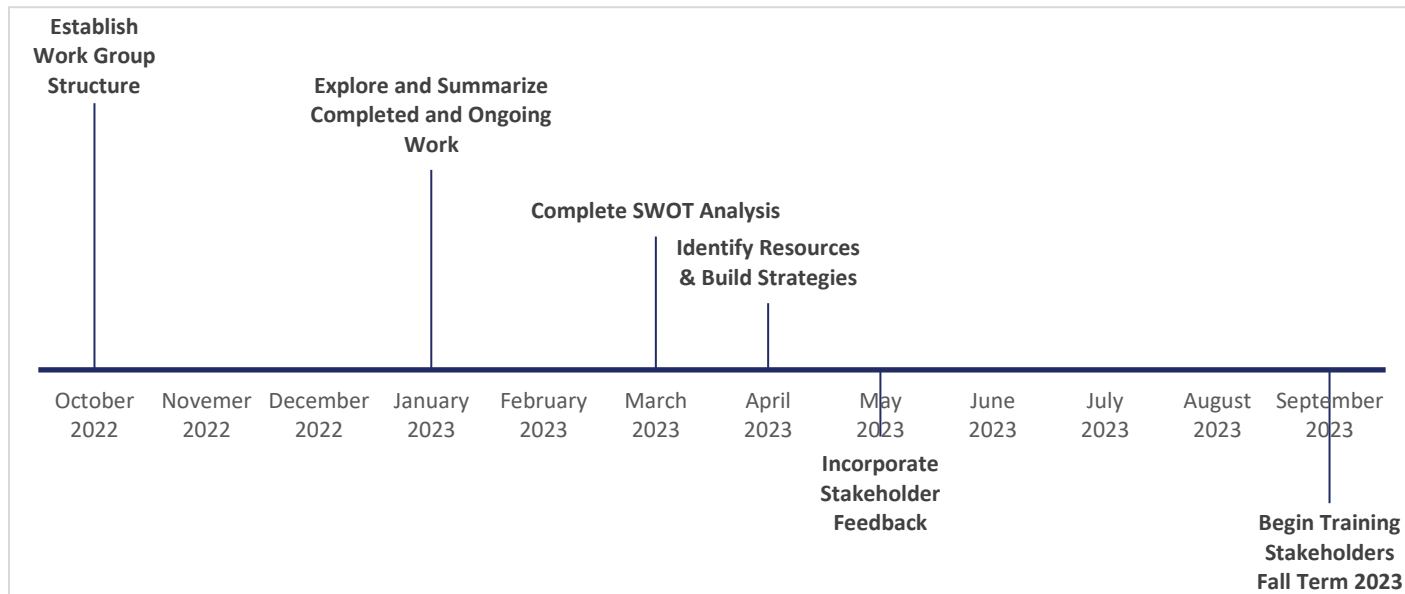 Establish
Work Group
Structure
Explore and Summarize
Completed and Ongoing
Work
Complete SWOT Analysis
Identify Resources
& Build Strategies
October
2022
Novemer
2022
December
2022
January
2023
February
2023
March
2023
April
2023
May
2023
June
2023
July
2023
August
2023
September
2023
Incorporate
Stakeholder
Feedback
Begin Training
Stakeholders
Fall Term 2023